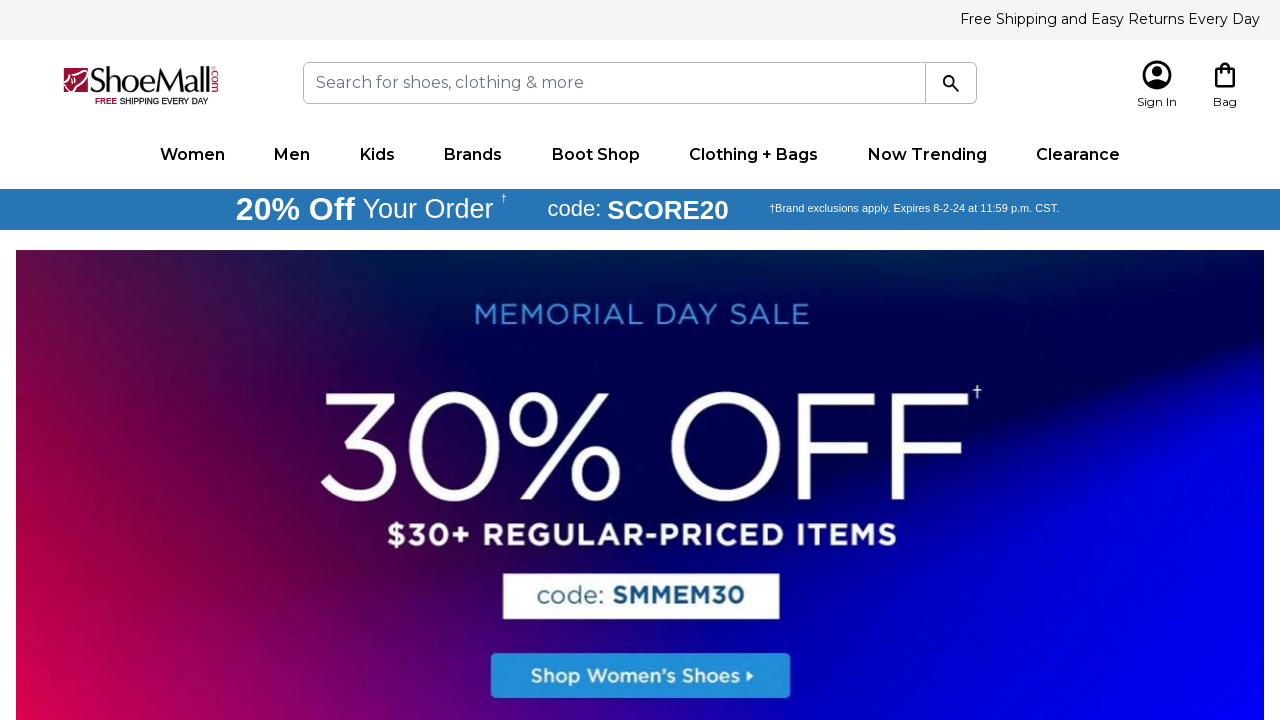 Free Shipping and Easy Returns Every Day
ShoeMall.com
FREE SHIPPING EVERY DAY
Search for shoes, clothing & more
Sign In
Bag
Women Men Kids Brands Boot Shop Clothing + Bags Now Trending Clearance
20% Off Your Order † code: SCORE20 †Brand exclusions apply. Expires 8-2-24 at 11:59 p.m. CST.
MEMORIAL DAY SALE
30% OFF†
$30+ REGULAR-PRICED ITEMS
code: SMMEM30
Shop Women's Shoes